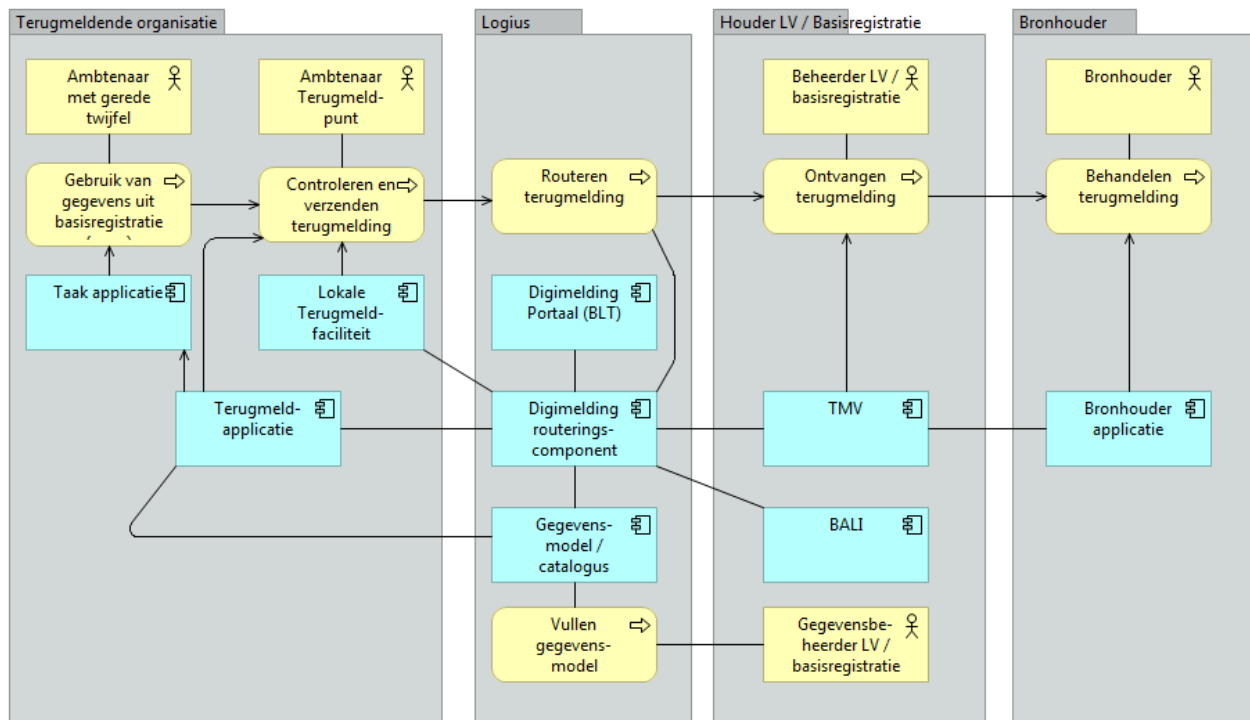 Terugmeldende organisatie
Logius
Houder LV / Basisregistratie
Bronhouder
Ambtenaar
met gerede
twijfel
Ambtenaar
Terugmeld-
punt
Beheerder LV /
basisregistratie
Bronhouder
Gebruik van
gegevens uit
basisregistratie
Controleren en
verzenden
terugmelding
Routeren
terugmelding
Ontvangen
terugmelding
Behandelen
terugmelding
Taak applicatie
Lokale
Terugmeld-
faciliteit
Digimelding
Portaal (BLT)
Terugmeld-
applicatie
Digimelding
routerings-
component
TMV
Bronhouder
applicatie
Gegevens-
model /
catalogus
BALI
Vullen
gegevens-
model
Gegevensbe-
heerder LV /
basisregistratie